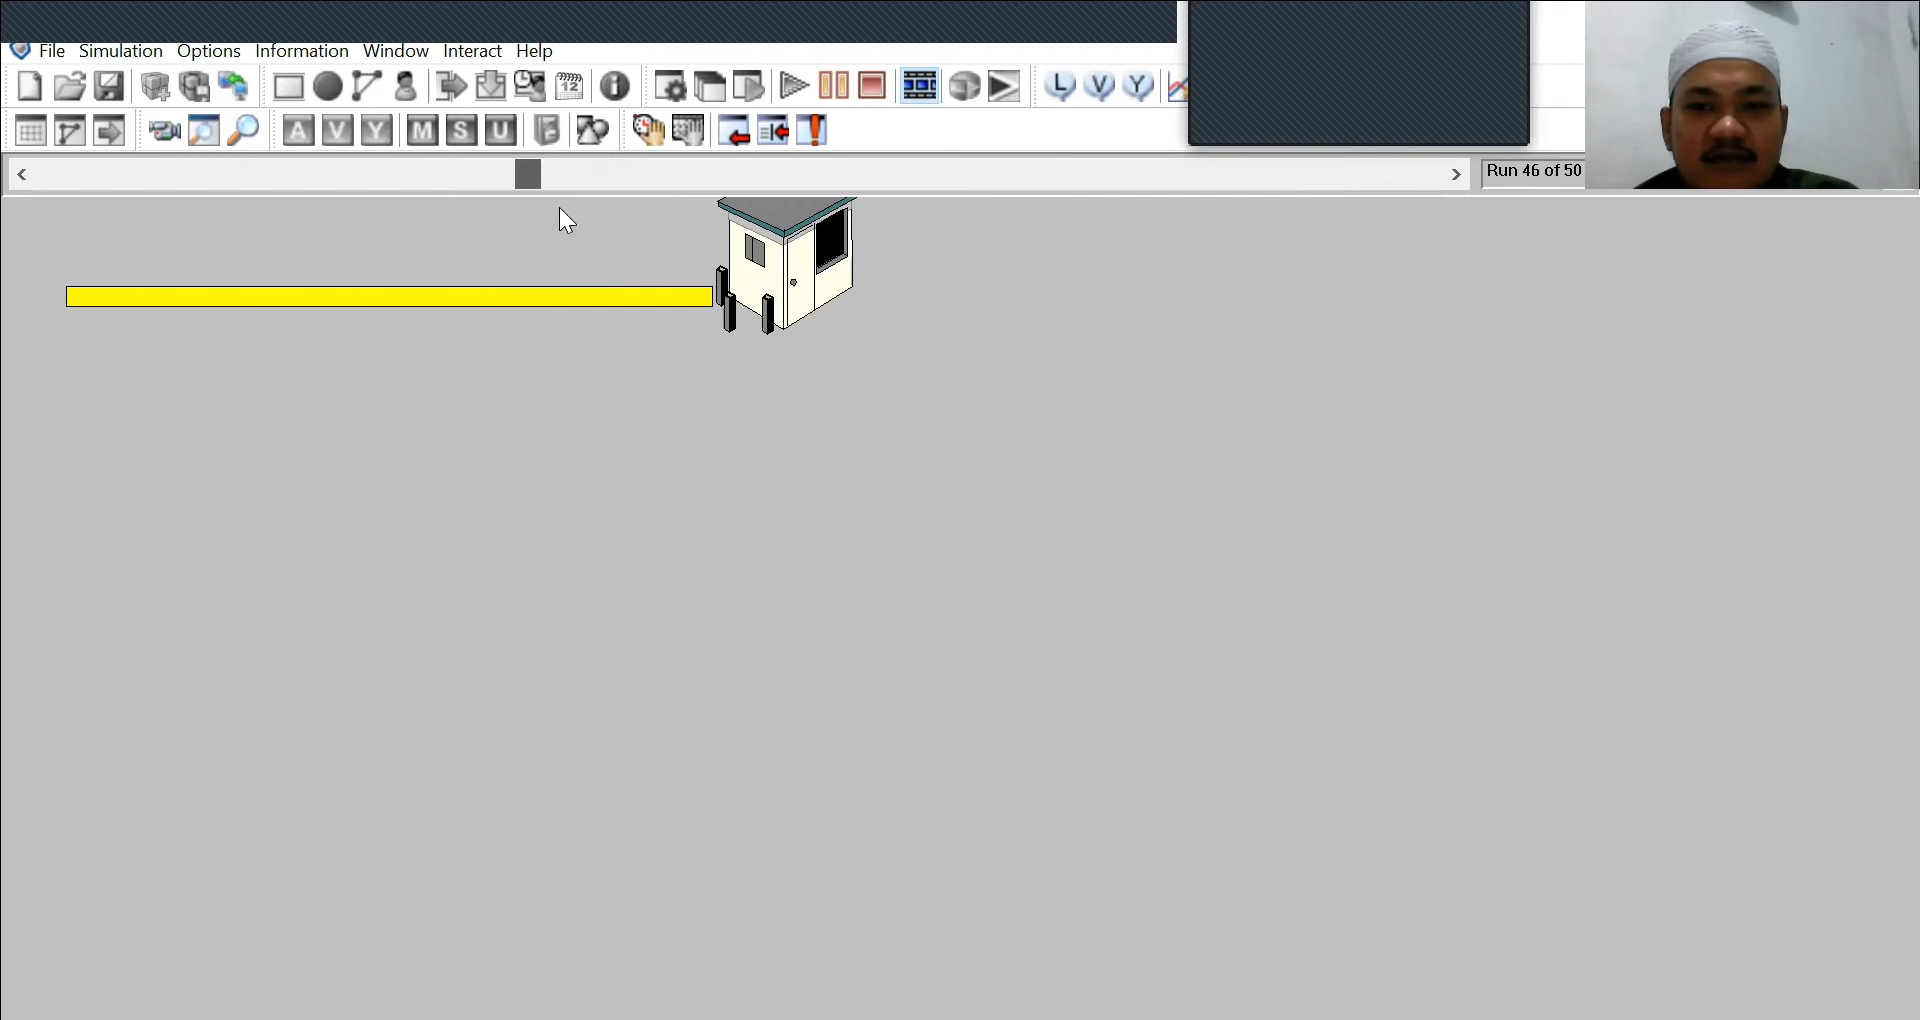 File Simulation Options Information Window Interact Help
12
L V Y
A V Y M S U
Run 46 of 50